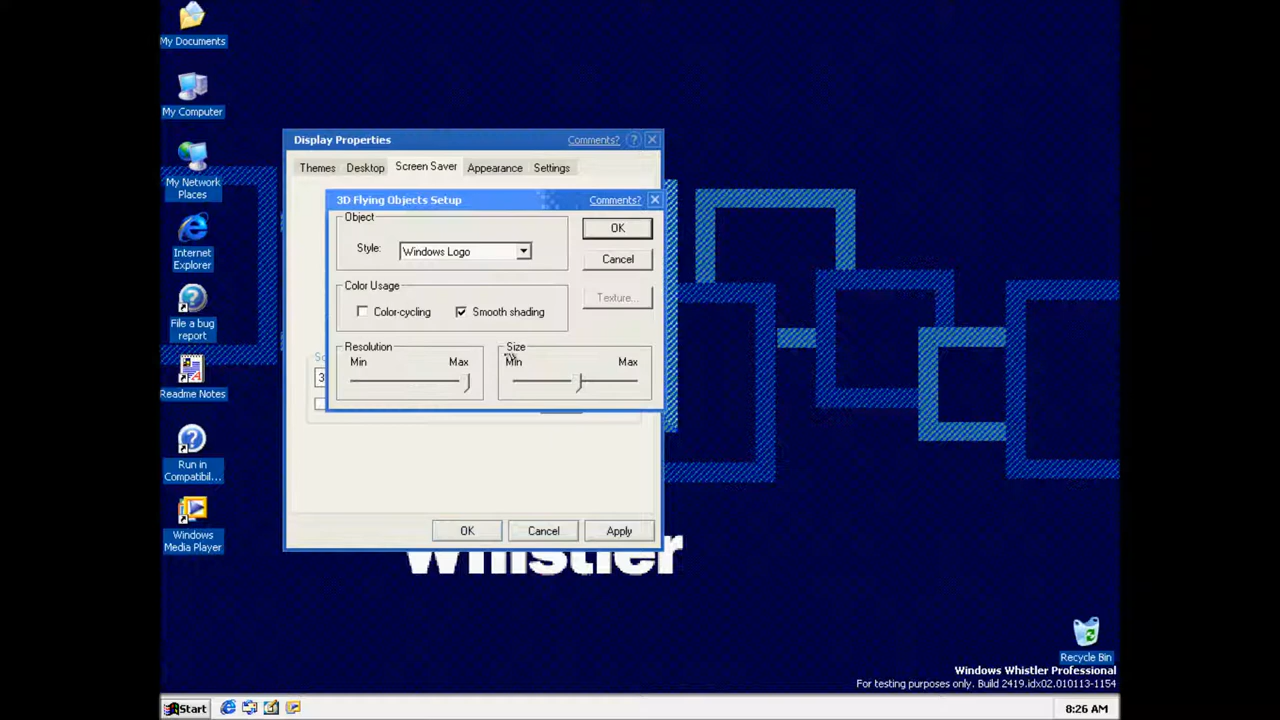 My Documents
My Computer
My Network
Places
Internet
Explorer
File a bug
report
Readme Notes
Run in
Compatibil...
Windows
Media Player
Display Properties
Comments?
Themes
Desktop
Screen Saver
Appearance
Settings
3D Flying Objects Setup
Comments?
Object
Style:
Windows Logo
OK
Cancel
Color Usage
Color-cycling
Smooth shading
Texture...
Resolution
Min
Max
Size
Min
Max
OK
Cancel
Apply
Whistler
Recycle Bin
Windows Whistler Professional
For testing purposes only. Build 2419.idx02.010113-1154
Start
8:26 AM